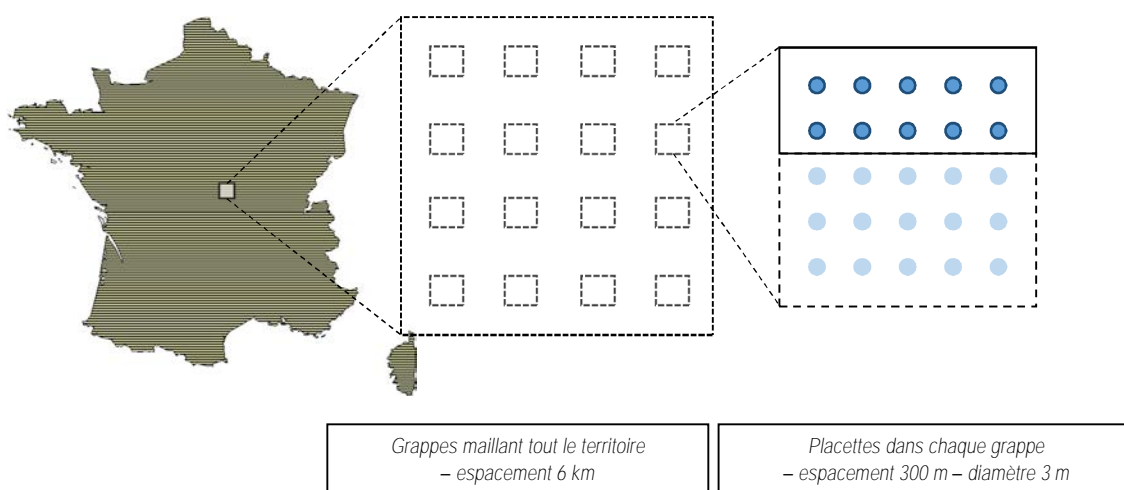 Grappes maillant tout le territoire
– espacement 6 km
Placettes dans chaque grappe
– espacement 300 m – diamètre 3 m